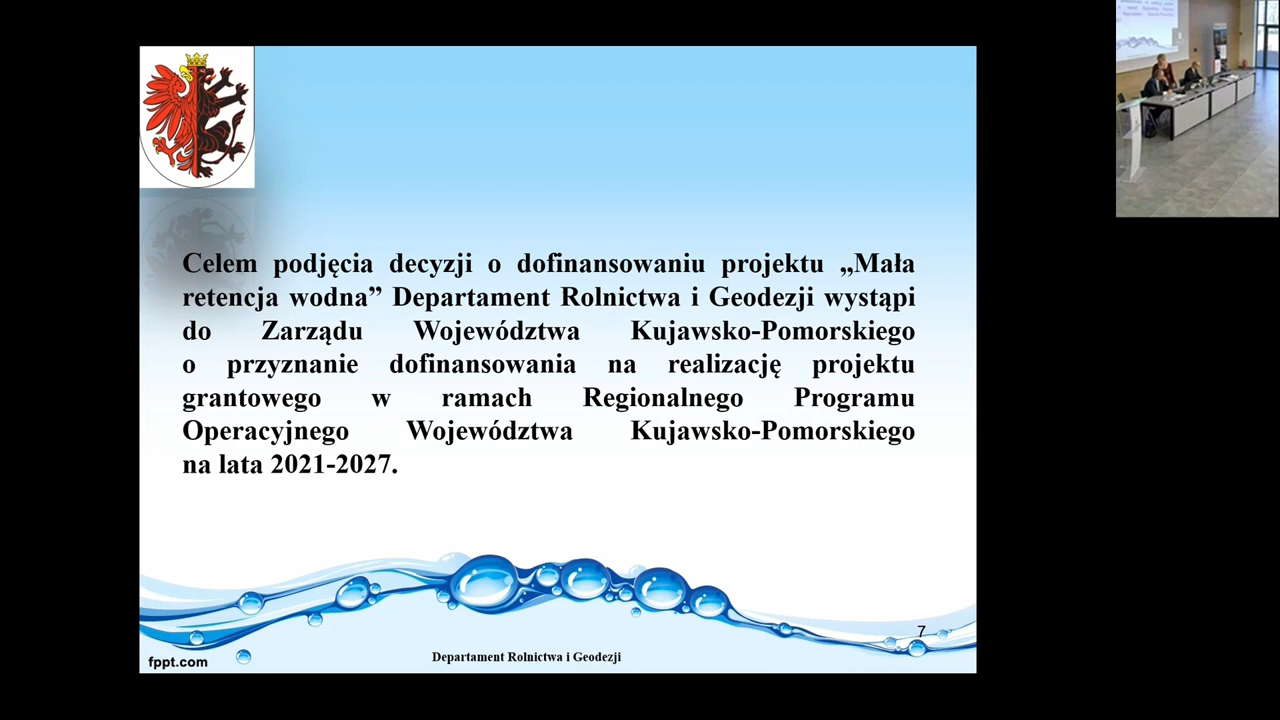 Celem podjęcia decyzji o dofinansowaniu projektu „Mała
retencja wodna” Departament Rolnictwa i Geodezji wystąpi
do Zarządu Województwa Kujawsko-Pomorskiego
o przyznanie dofinansowania na realizację projektu
grantowego w ramach Regionalnego Programu
Operacyjnego Województwa Kujawsko-Pomorskiego
na lata 2021-2027.
7
Departament Rolnictwa i Geodezji
fppt.com